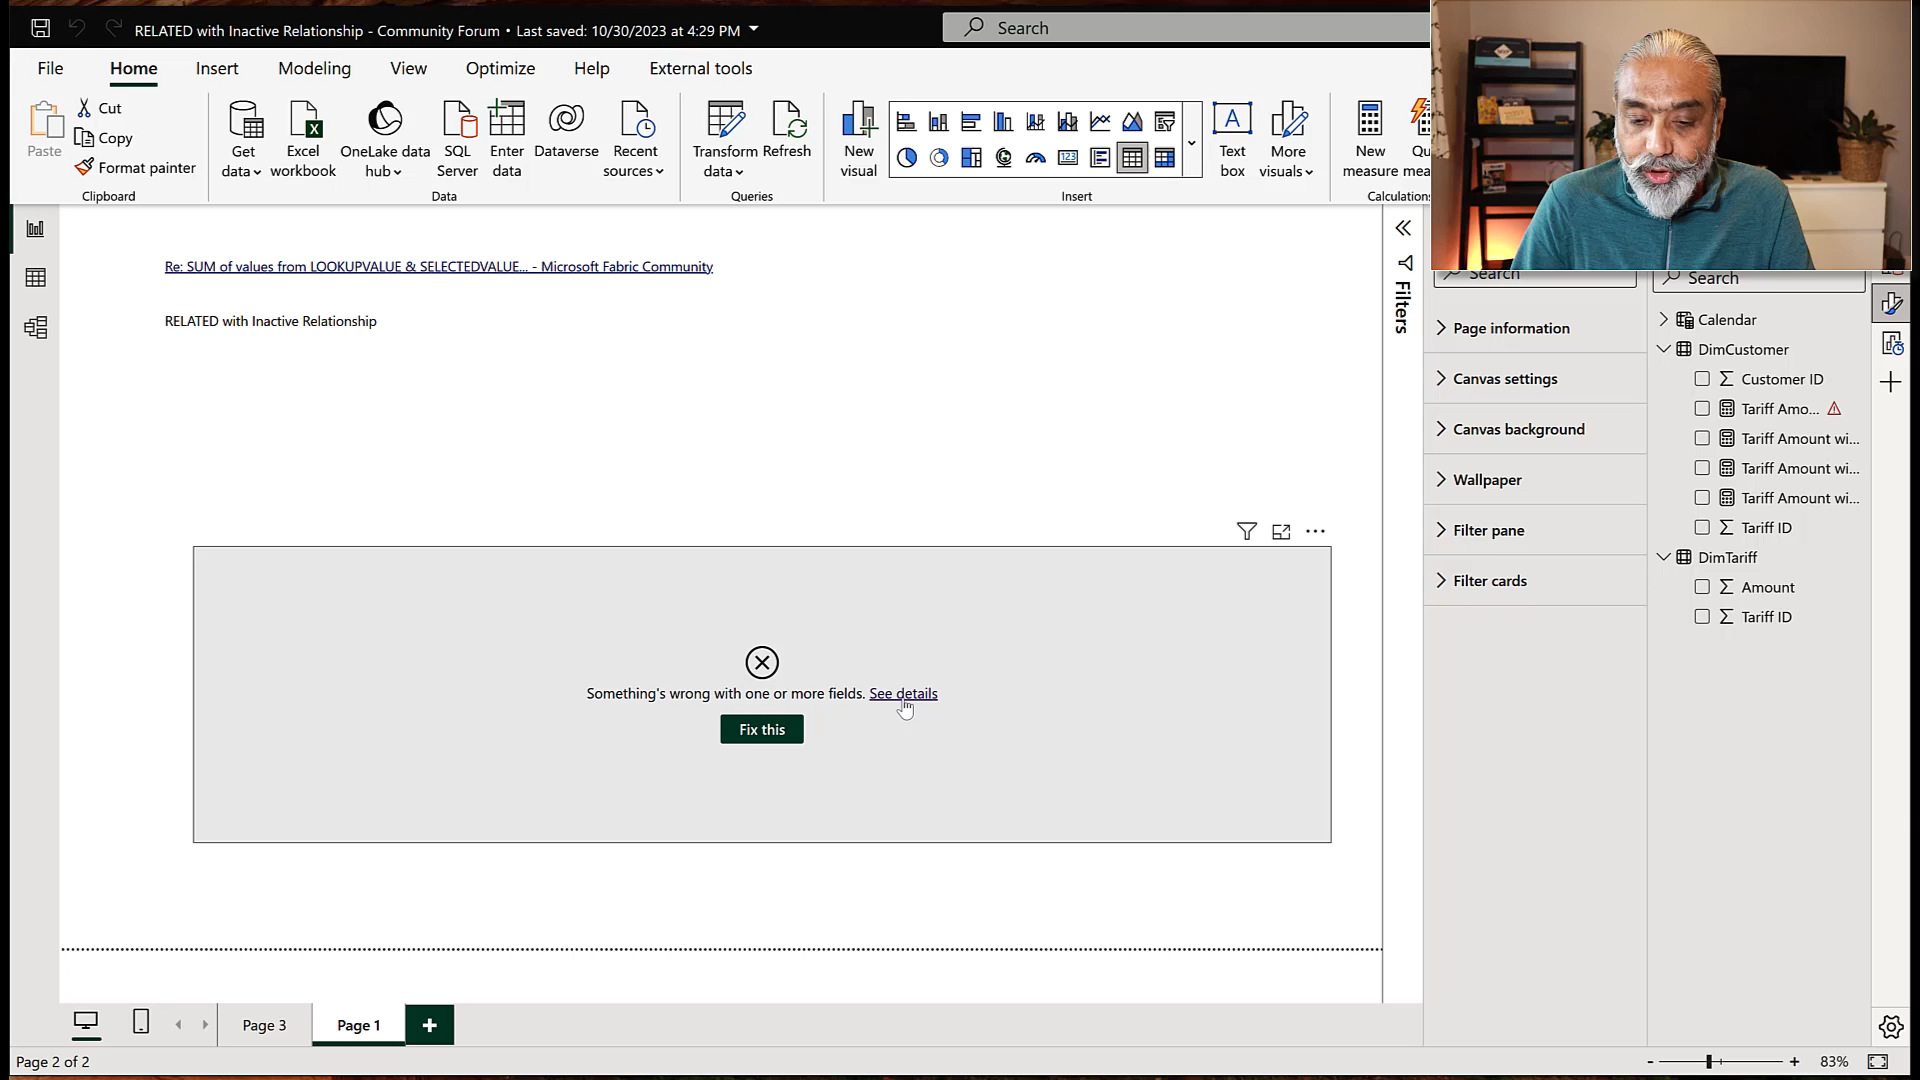 RELATED with Inactive Relationship - Community Forum • Last saved: 10/30/2023 at 4:29 PM
Search
File
Home
Insert
Modeling
View
Optimize
Help
External tools
Paste
Cut
Copy
Format painter
Clipboard
Get data
Excel workbook
OneLake data hub
SQL Server
Enter data
Dataverse
Recent sources
Data
Transform data
Refresh
Queries
New visual
Text box
More visuals
Insert
New measure
Calculations
Re: SUM of values from LOOKUPVALUE & SELECTEDVALUE... - Microsoft Fabric Community
RELATED with Inactive Relationship
Something's wrong with one or more fields. See details
Fix this
Filters
Search
Page information
Canvas settings
Canvas background
Wallpaper
Filter pane
Filter cards
Search
Calendar
DimCustomer
Customer ID
Tariff Amo...
Tariff Amount wi...
Tariff Amount wi...
Tariff Amount wi...
Tariff ID
DimTariff
Amount
Tariff ID
Page 3
Page 1
Page 2 of 2
- + 83%